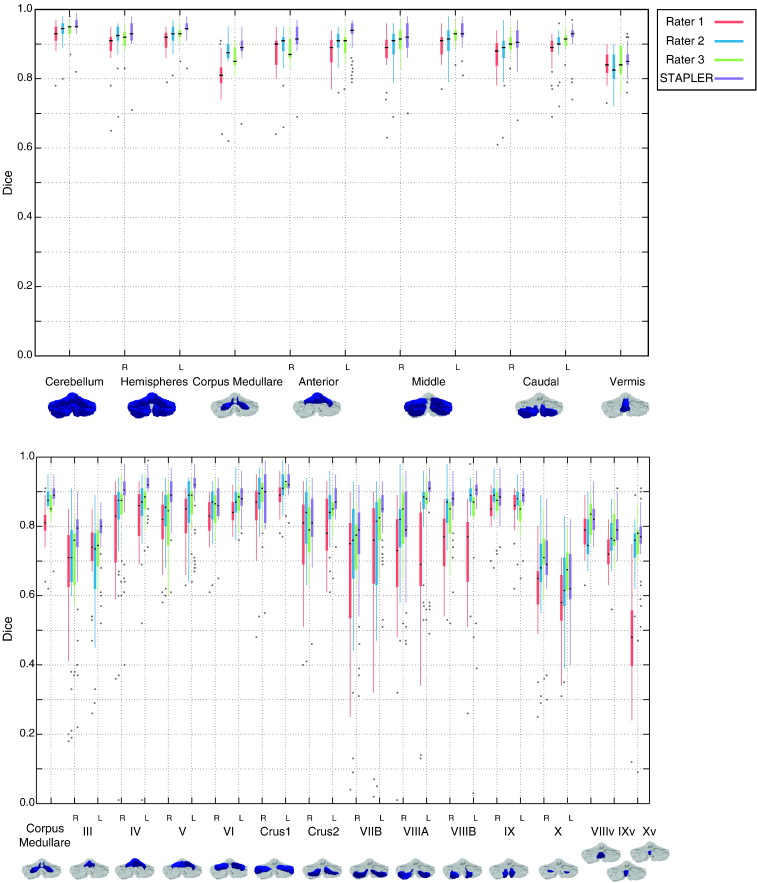 Rater 1
Rater 2
Rater 3
STAPLER
1.0
0.8
0.6
0.4
0.2
0.0
Dice
R L R L R L R L
Cerebellum Hemispheres Corpus Medullare Anterior Middle Caudal Vermis
1.0
0.8
0.6
0.4
0.2
0.0
Dice
R L R L R L R L R L R L R L R L R L R L R L
Corpus Medullare III IV V VI Crus1 Crus2 VIIB VIIIA VIIIB IX X VIIIv IXv Xv